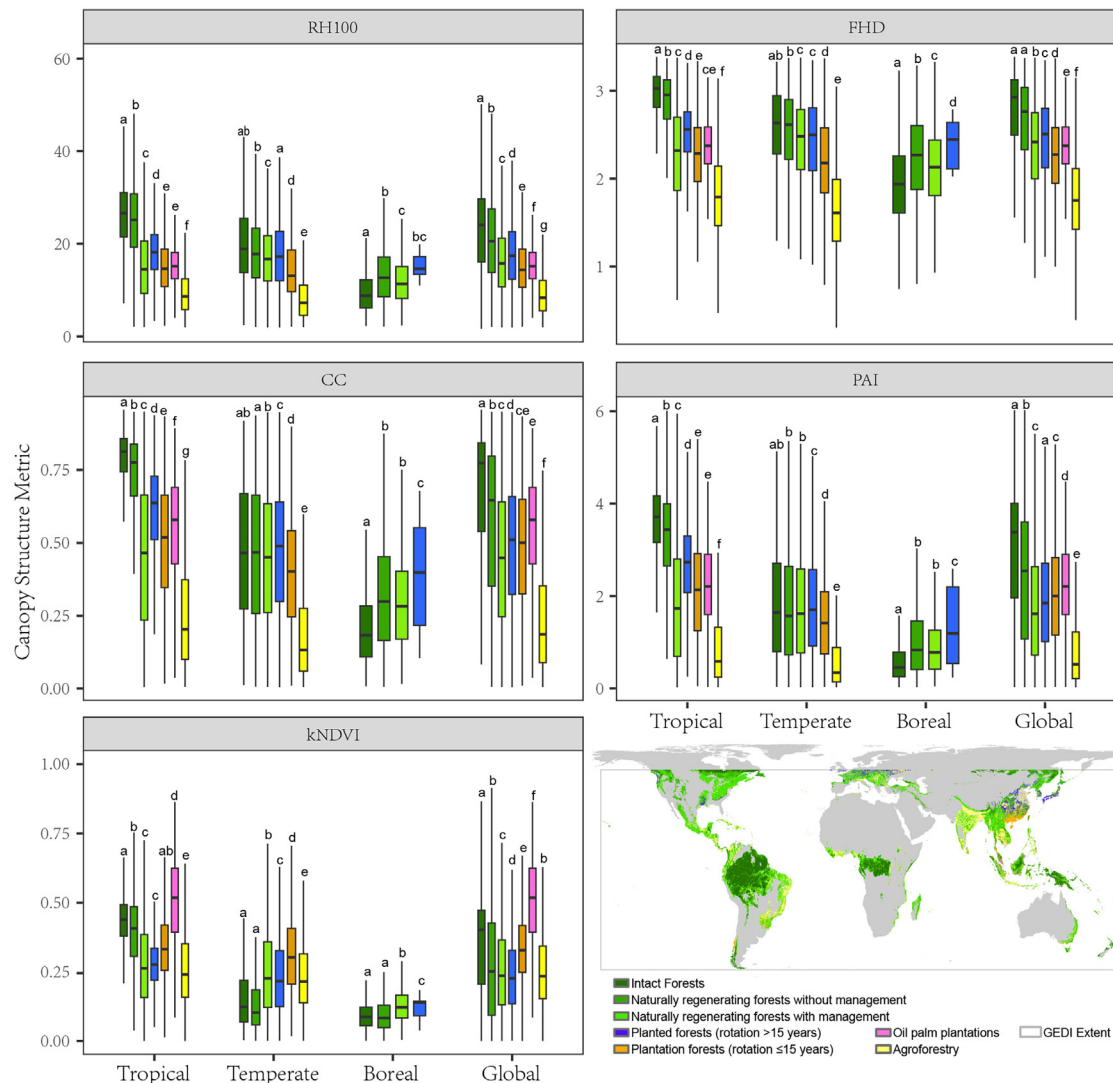 RH100
FHD
60
40
20
0
a b c d e c f
ab b c a d e
a b c bc
a b c d e f g
3
2
1
a b c d e ce f
ab b c c d e
a b c d
a a b c d e f
CC
PAI
Canopy Structure Metric
0.75
0.50
0.25
0.00
a b c d e f g
ab a b c d e
a b b c
a b c d ce e f
6
4
2
0
a b c d e e f
ab b b c d e
a b b c
a b c a c d e
Tropical Temperate Boreal Global
kNDVI
1.00
0.75
0.50
0.25
0.00
a b c c ab d e
a a b c d e
a a b c
a b c d e f b
Tropical Temperate Boreal Global
Intact Forests
Naturally regenerating forests without management
Naturally regenerating forests with management
Planted forests (rotation >15 years)
Plantation forests (rotation ≤15 years)
Oil palm plantations
Agroforestry
GEDI Extent